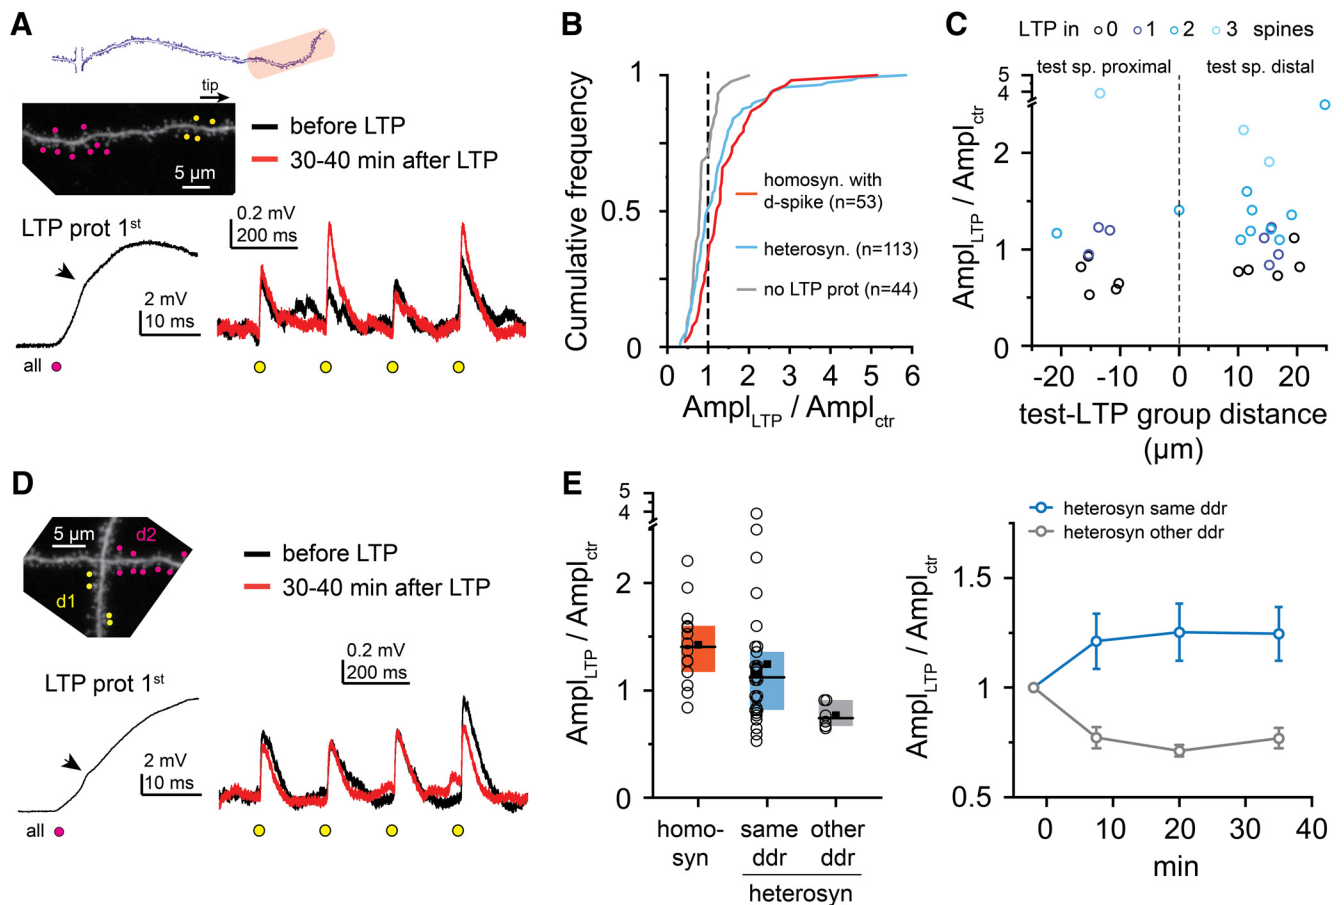 A
tip
5 µm
before LTP
30-40 min after LTP
LTP prot 1st
0.2 mV
200 ms
2 mV
10 ms
all
B
Cumulative frequency
1
0.5
0
homosyn. with
d-spike (n=53)
heterosyn. (n=113)
no LTP prot (n=44)
0 1 2 3 4 5 6
AmplLTP / Amplctr
C
LTP in 0 1 2 3 spines
test sp. proximal
test sp. distal
AmplLTP / Amplctr
5
4
2
1
0
-20 -10 0 10 20
test-LTP group distance
(µm)
D
5 µm
d2
d1
before LTP
30-40 min after LTP
LTP prot 1st
0.2 mV
200 ms
2 mV
10 ms
all
E
AmplLTP / Amplctr
5
4
2
1
0
homo-
syn
same
ddr
other
ddr
heterosyn
heterosyn same ddr
heterosyn other ddr
AmplLTP / Amplctr
1.5
1
0.5
0 10 20 30 40
min